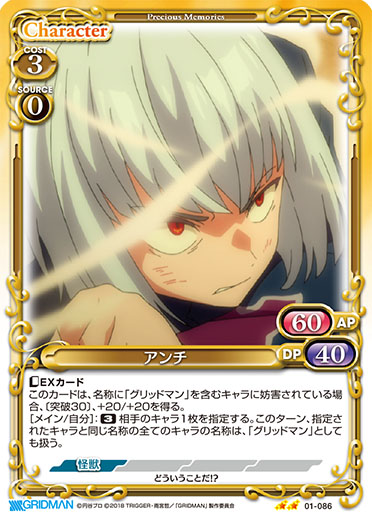 Precious Memories
Character
COST
3
SOURCE
0
60 AP
アンチ
DP 40
EXカード
このカードは、名称に「グリッドマン」を含むキャラに妨害されている場
合、〔突破30〕、+20/+20を得る。
[メイン/自分]:3 相手のキャラ1枚を指定する。このターン、指定さ
れたキャラと同じ名称の全てのキャラの名称は、「グリッドマン」として
も扱う。
怪獣
どういうことだ!?
GRIDMAN ©円谷プロ ©2018 TRIGGER・雨宮哲/「GRIDMAN」製作委員会 01-086